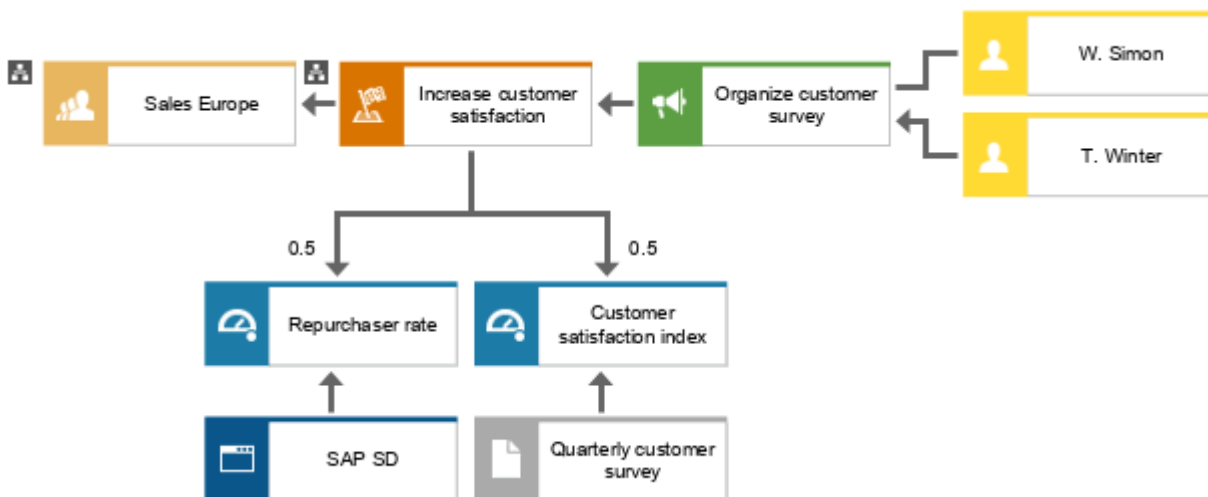 W. Simon
Sales Europe
Increase customer
satisfaction
Organize customer
survey
T. Winter
0.5
0.5
Repurchaser rate
Customer
satisfaction index
SAP SD
Quarterly customer
survey